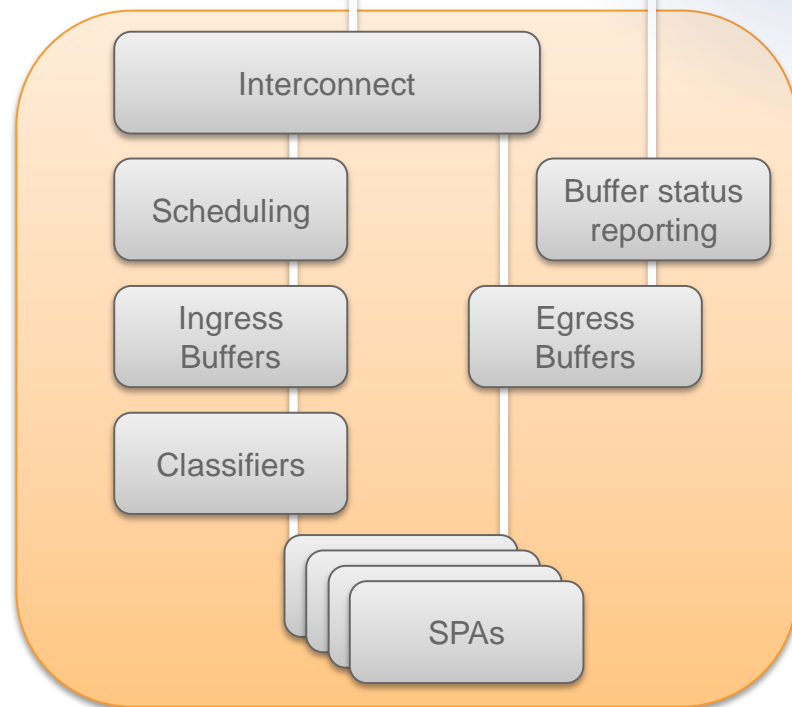 Interconnect
Scheduling
Buffer status
reporting
Ingress
Buffers
Egress
Buffers
Classifiers
SPAs